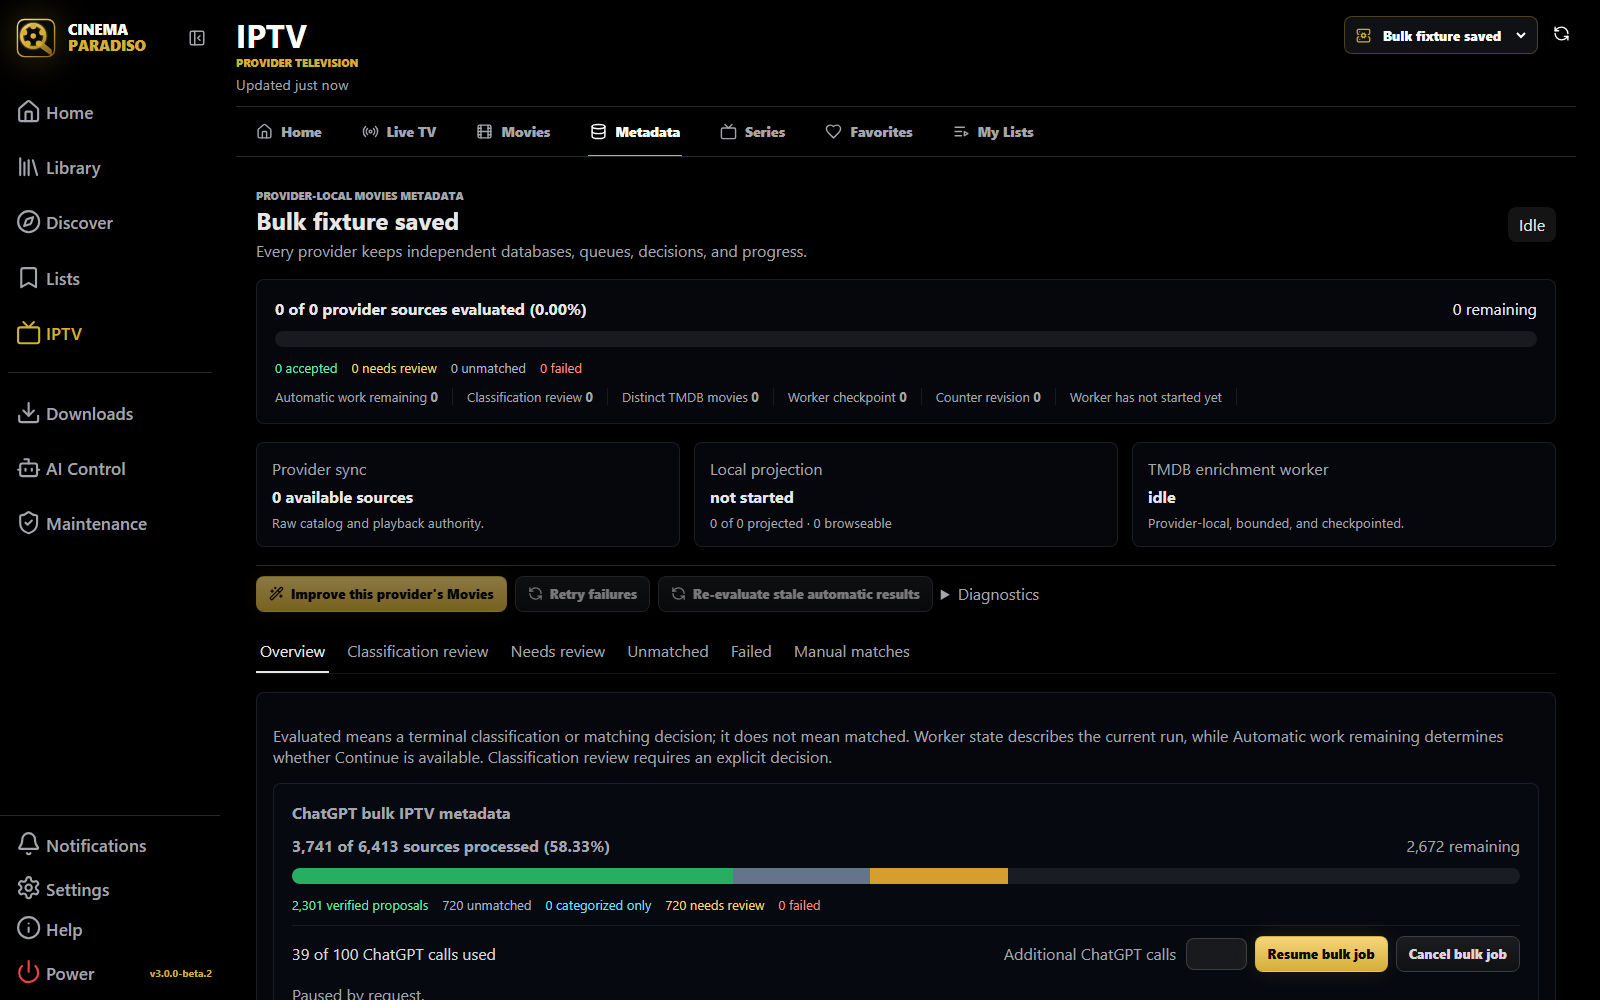 CINEMA
PARADISO
Home
Library
Discover
Lists
IPTV
Downloads
AI Control
Maintenance
Notifications
Settings
Help
Power v3.0.0-beta.2
IPTV
PROVIDER TELEVISION
Updated just now
Bulk fixture saved
Home Live TV Movies Metadata Series Favorites My Lists
PROVIDER-LOCAL MOVIES METADATA
Bulk fixture saved
Idle
Every provider keeps independent databases, queues, decisions, and progress.
0 of 0 provider sources evaluated (0.00%) 0 remaining
0 accepted 0 needs review 0 unmatched 0 failed
Automatic work remaining 0 Classification review 0 Distinct TMDB movies 0 Worker checkpoint 0 Counter revision 0 Worker has not started yet
Provider sync
0 available sources
Raw catalog and playback authority.
Local projection
not started
0 of 0 projected · 0 browseable
TMDB enrichment worker
idle
Provider-local, bounded, and checkpointed.
Improve this provider's Movies Retry failures Re-evaluate stale automatic results Diagnostics
Overview Classification review Needs review Unmatched Failed Manual matches
Evaluated means a terminal classification or matching decision; it does not mean matched. Worker state describes the current run, while Automatic work remaining determines
whether Continue is available. Classification review requires an explicit decision.
ChatGPT bulk IPTV metadata
3,741 of 6,413 sources processed (58.33%) 2,672 remaining
2,301 verified proposals 720 unmatched 0 categorized only 720 needs review 0 failed
39 of 100 ChatGPT calls used Additional ChatGPT calls Resume bulk job Cancel bulk job
Paused by request.